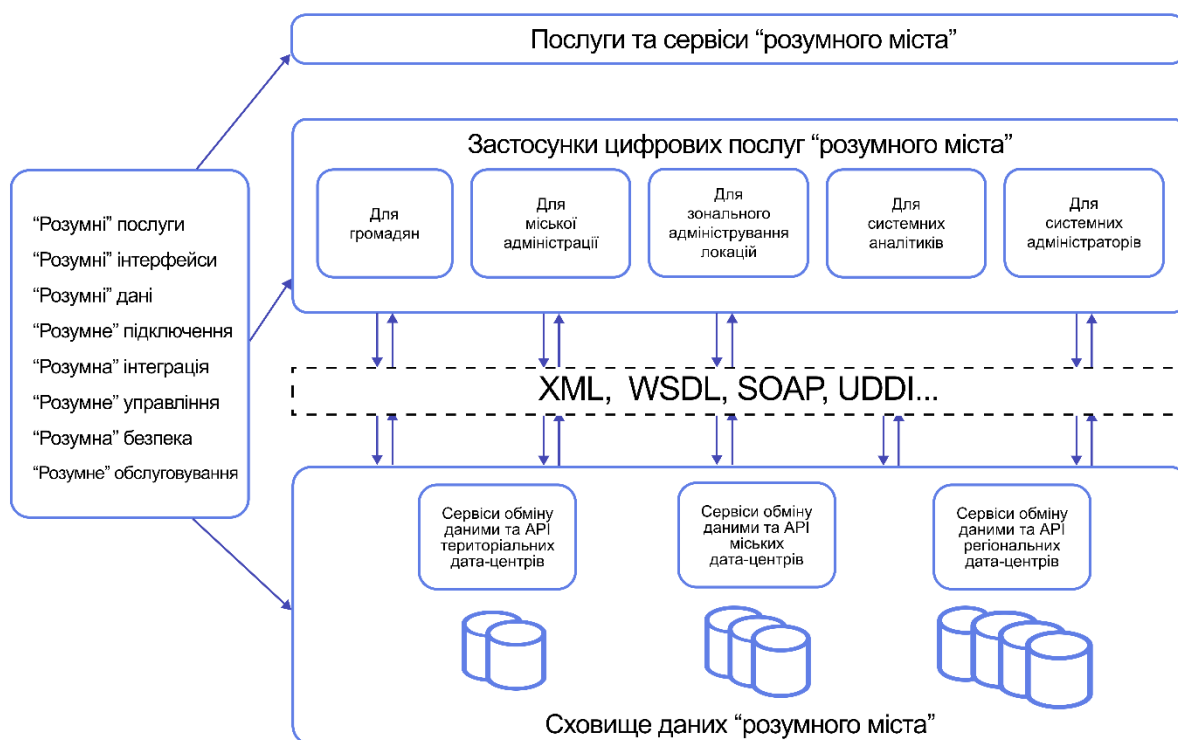 Послуги та сервіси “розумного міста”
Застосунки цифрових послуг “розумного міста”
Для
громадян
Для
міської
адміністрації
Для
зонального
адміністрування
локацій
Для
системних
аналітиків
Для
системних
адміністраторів
“Розумні” послуги
“Розумні” інтерфейси
“Розумні” дані
“Розумне” підключення
“Розумна” інтеграція
“Розумне” управління
“Розумна” безпека
“Розумне” обслуговування
XML, WSDL, SOAP, UDDI...
Сервіси обміну
даними та АРІ
територіальних
дата-центрів
Сервіси обміну
даними та АРІ
міських
дата-центрів
Сервіси обміну
даними та АРІ
регіональних
дата-центрів
Сховище даних “розумного міста”